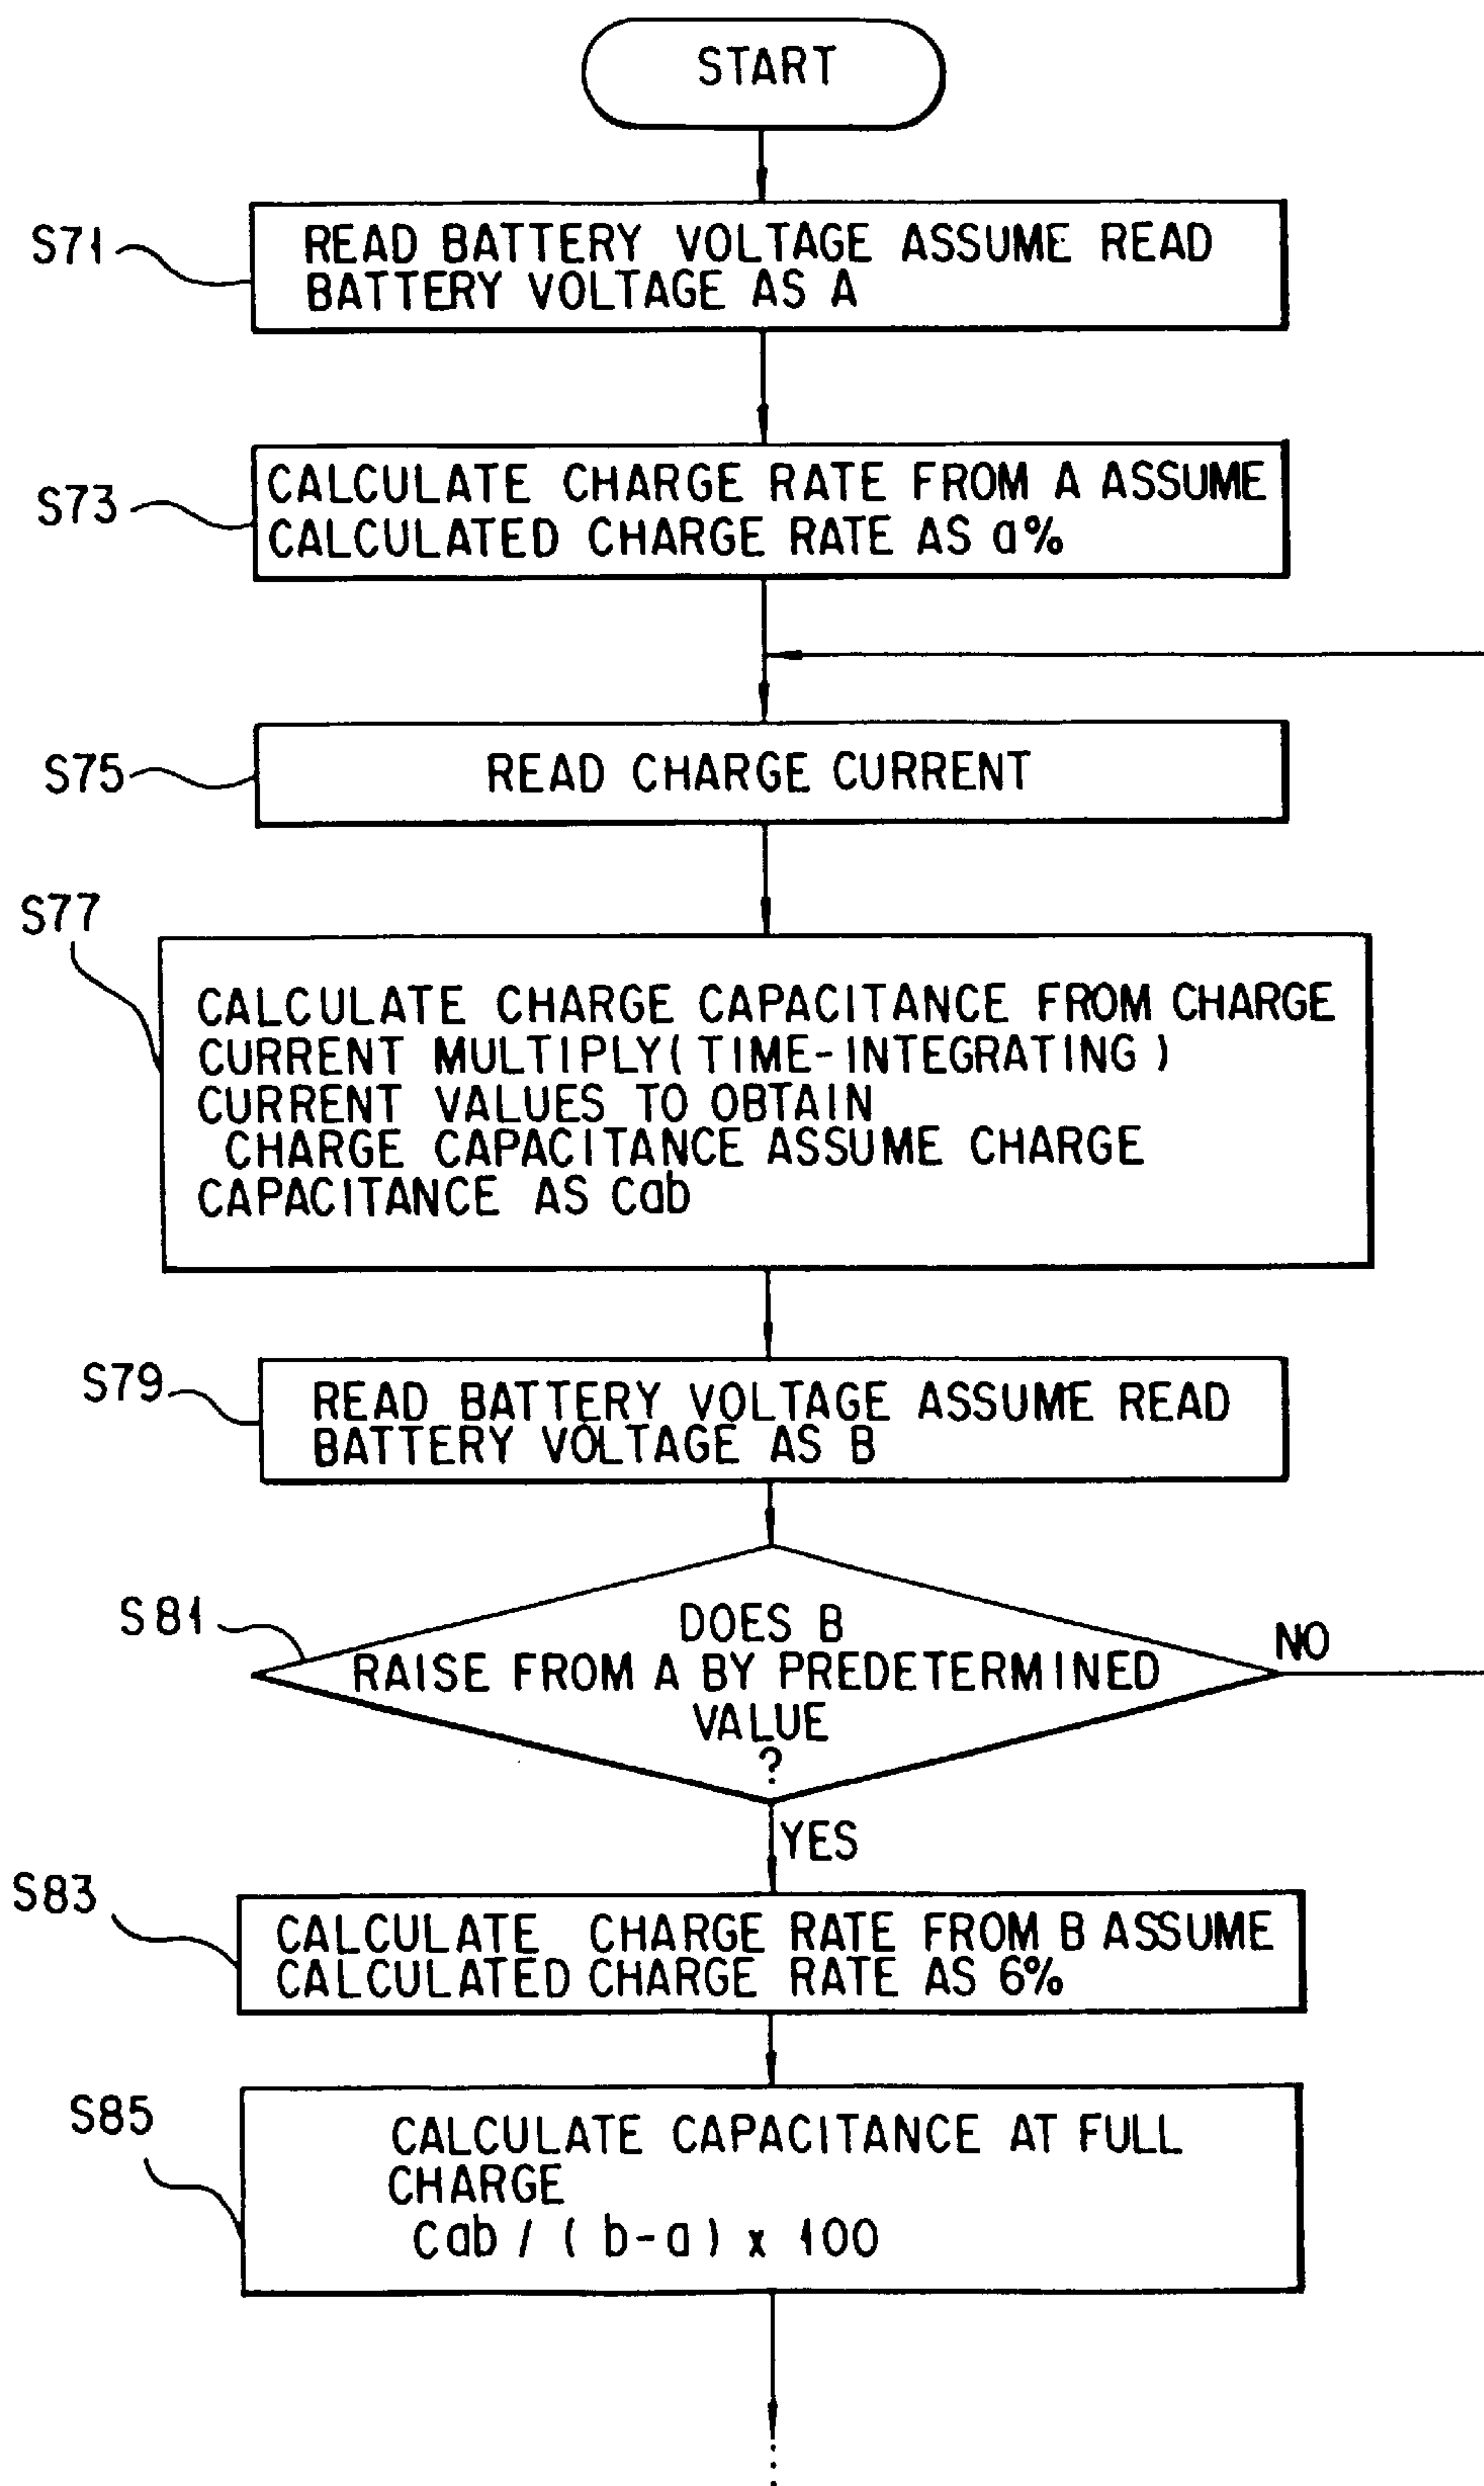 START
S71
READ BATTERY VOLTAGE ASSUME READ
BATTERY VOLTAGE AS A
S73
CALCULATE CHARGE RATE FROM A ASSUME
CALCULATED CHARGE RATE AS a%
S75
READ CHARGE CURRENT
S77
CALCULATE CHARGE CAPACITANCE FROM CHARGE
CURRENT MULTIPLY(TIME-INTEGRATING)
CURRENT VALUES TO OBTAIN
CHARGE CAPACITANCE ASSUME CHARGE
CAPACITANCE AS Cab
S79
READ BATTERY VOLTAGE ASSUME READ
BATTERY VOLTAGE AS B
S81
DOES B
RAISE FROM A BY PREDETERMINED
VALUE
?
NO
YES
S83
CALCULATE CHARGE RATE FROM B ASSUME
CALCULATED CHARGE RATE AS 6%
S85
CALCULATE CAPACITANCE AT FULL
CHARGE
Cab / (b-a) x 100